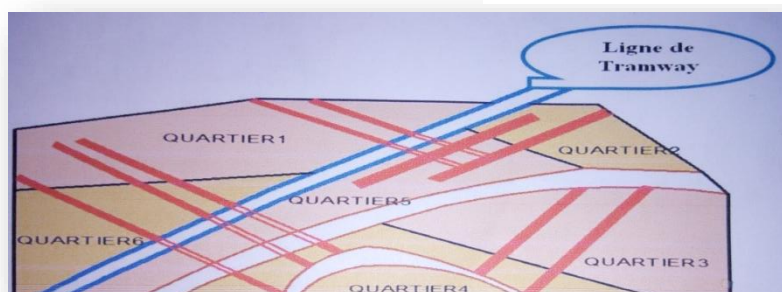 Ligne de
Tramway
QUARTIER1
QUARTIER2
QUARTIER5
QUARTIER6
QUARTIER3
QUARTIER4